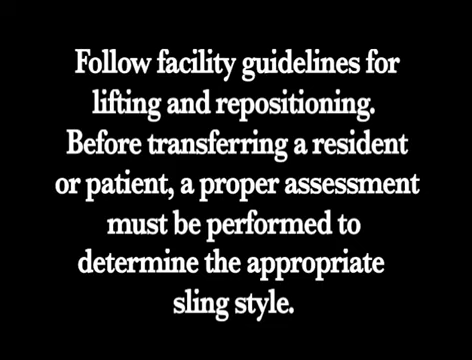 Follow facility guidelines for
lifting and repositioning.
Before transferring a resident
or patient, a proper assessment
must be performed to
determine the appropriate
sling style.